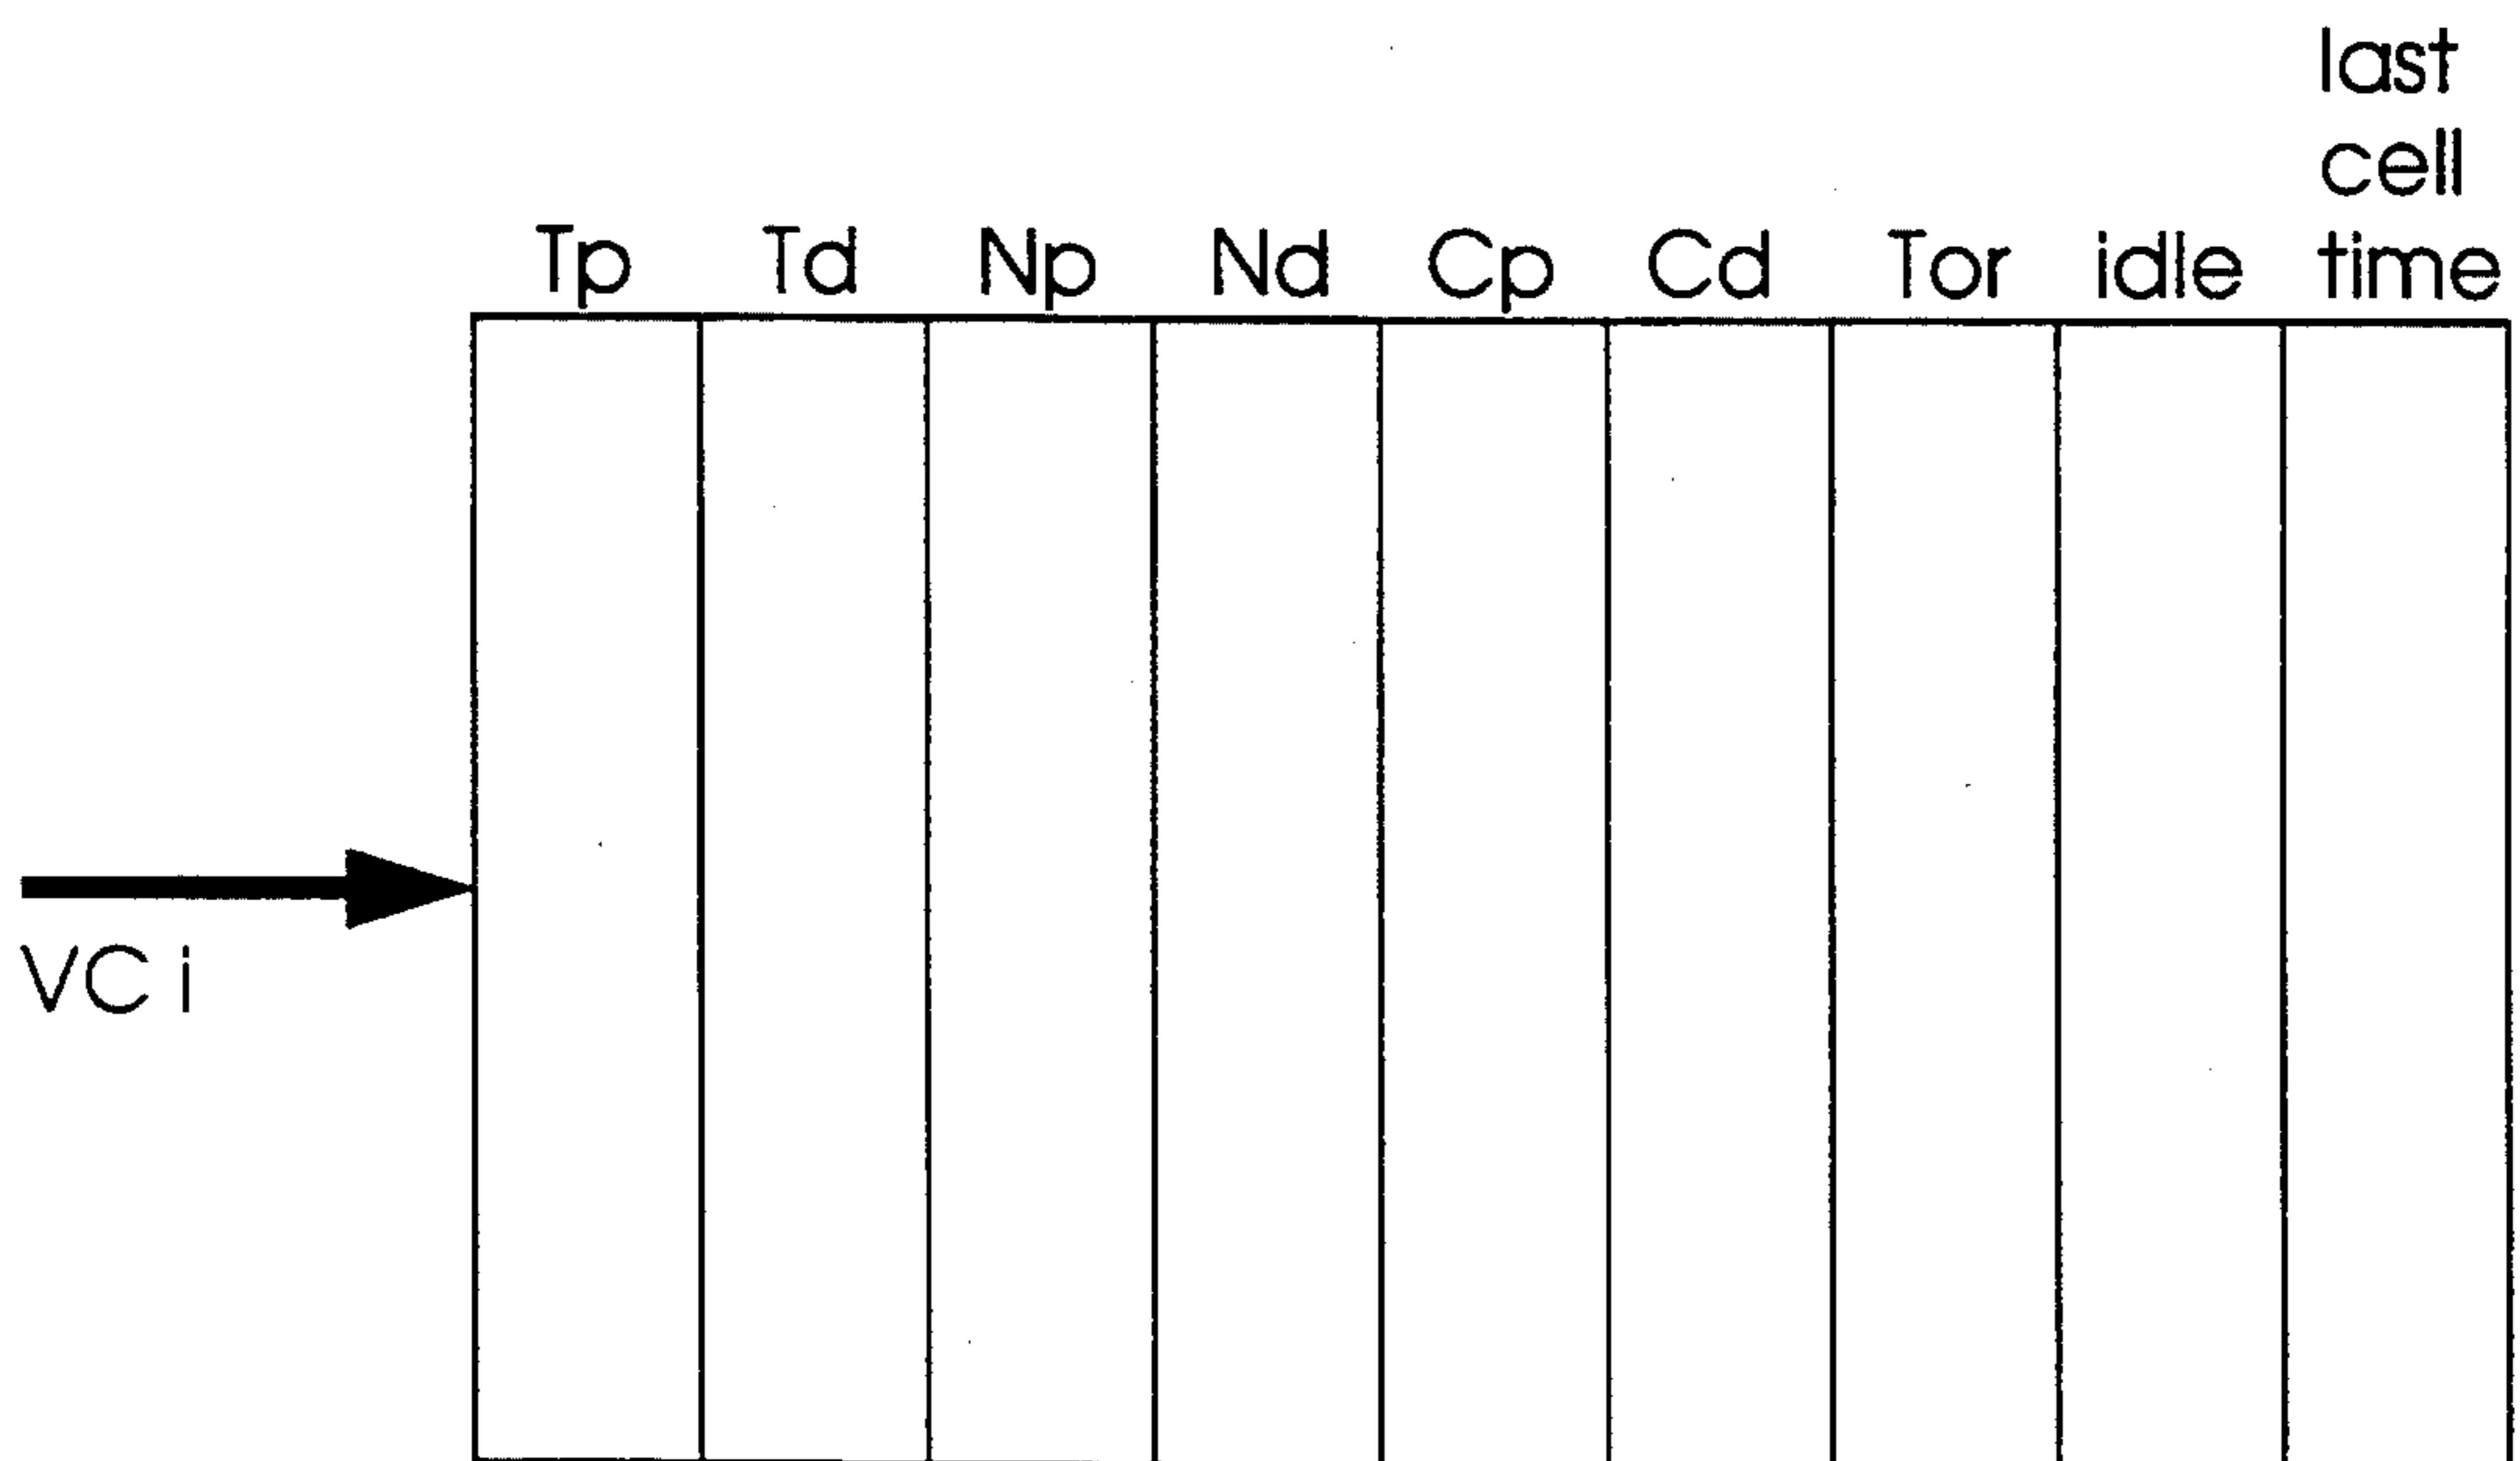 last
cell
Tp Td Np Nd Cp Cd Tor idle time
VC i